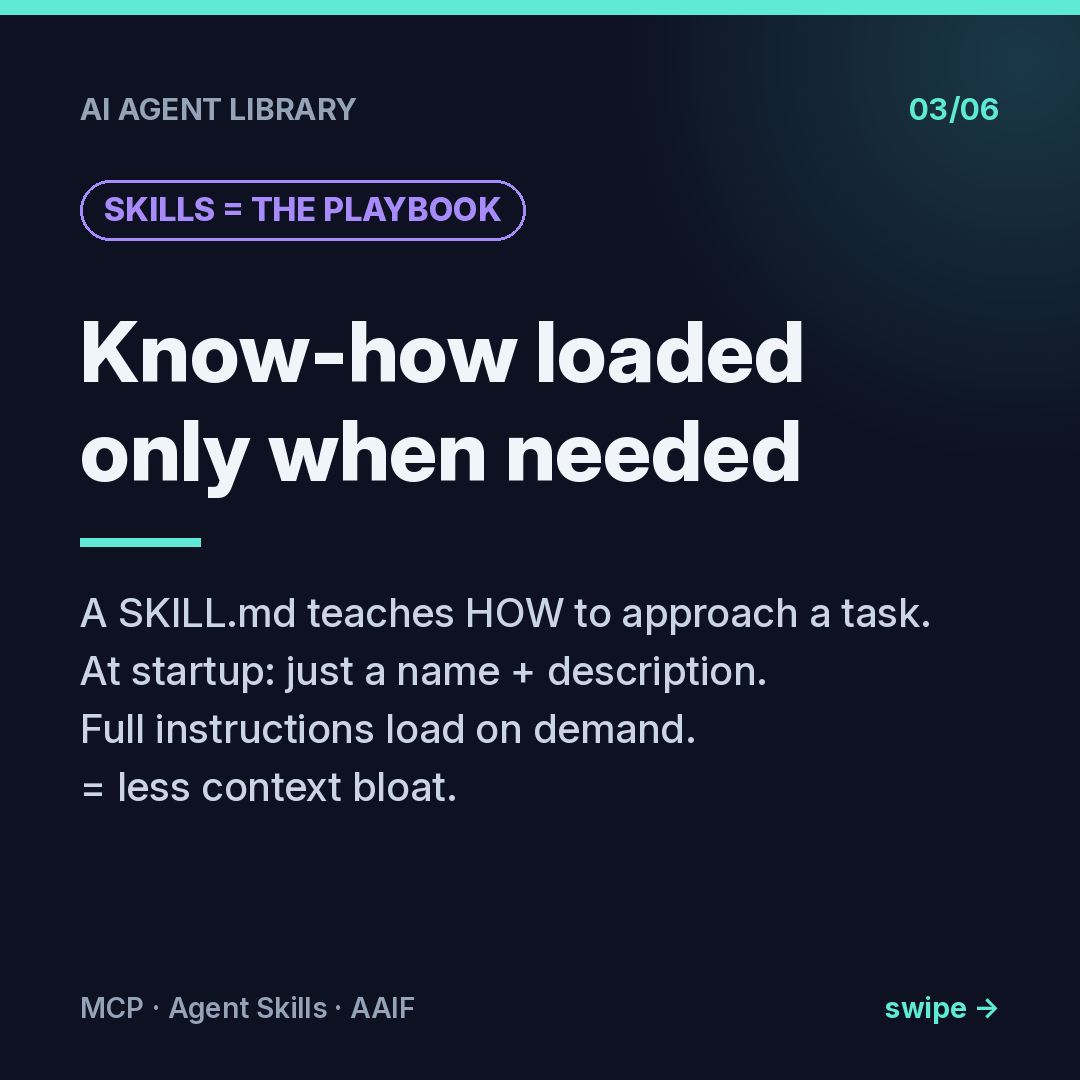 AI AGENT LIBRARY
03/06
SKILLS = THE PLAYBOOK
Know-how loaded
only when needed
A SKILL.md teaches HOW to approach a task.
At startup: just a name + description.
Full instructions load on demand.
= less context bloat.
MCP · Agent Skills · AAIF
swipe →